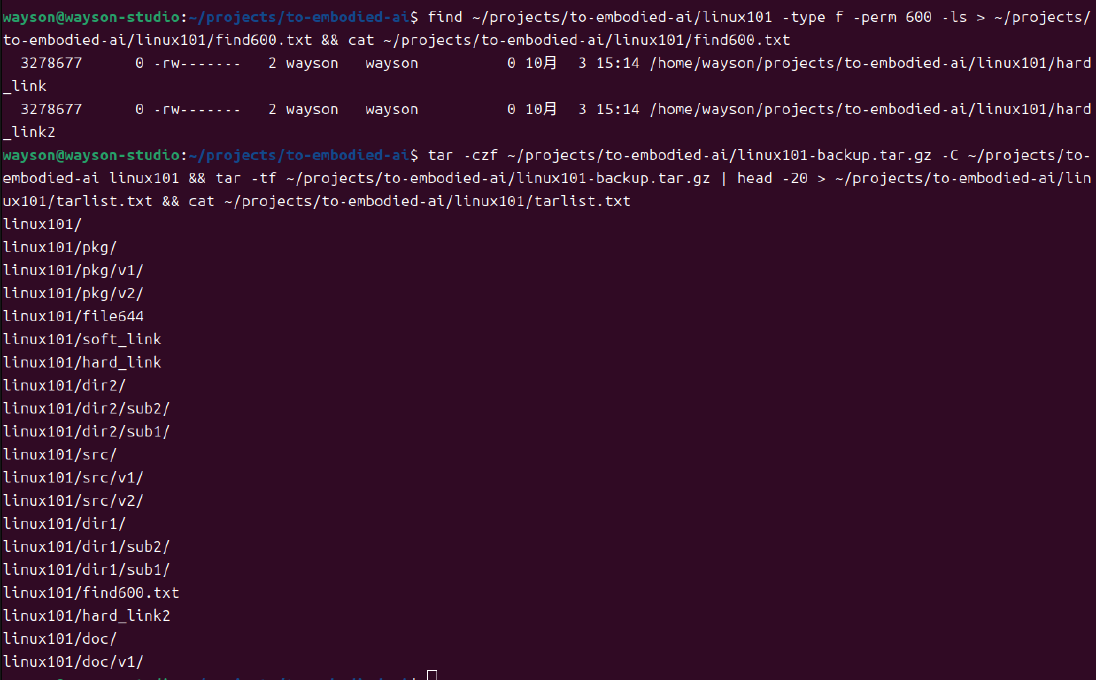 wayson@wayson-studio:~/projects/to-embodied-ai$ find ~/projects/to-embodied-ai/linux101 -type f -perm 600 -ls > ~/projects/
to-embodied-ai/linux101/find600.txt && cat ~/projects/to-embodied-ai/linux101/find600.txt
  3278677      0 -rw-------   2 wayson   wayson          0 10月  3 15:14 /home/wayson/projects/to-embodied-ai/linux101/hard
_link
  3278677      0 -rw-------   2 wayson   wayson          0 10月  3 15:14 /home/wayson/projects/to-embodied-ai/linux101/hard
_link2
wayson@wayson-studio:~/projects/to-embodied-ai$ tar -czf ~/projects/to-embodied-ai/linux101-backup.tar.gz -C ~/projects/to-
embodied-ai linux101 && tar -tf ~/projects/to-embodied-ai/linux101-backup.tar.gz | head -20 > ~/projects/to-embodied-ai/lin
ux101/tarlist.txt && cat ~/projects/to-embodied-ai/linux101/tarlist.txt
linux101/
linux101/pkg/
linux101/pkg/v1/
linux101/pkg/v2/
linux101/file644
linux101/soft_link
linux101/hard_link
linux101/dir2/
linux101/dir2/sub2/
linux101/dir2/sub1/
linux101/src/
linux101/src/v1/
linux101/src/v2/
linux101/dir1/
linux101/dir1/sub2/
linux101/dir1/sub1/
linux101/find600.txt
linux101/hard_link2
linux101/doc/
linux101/doc/v1/